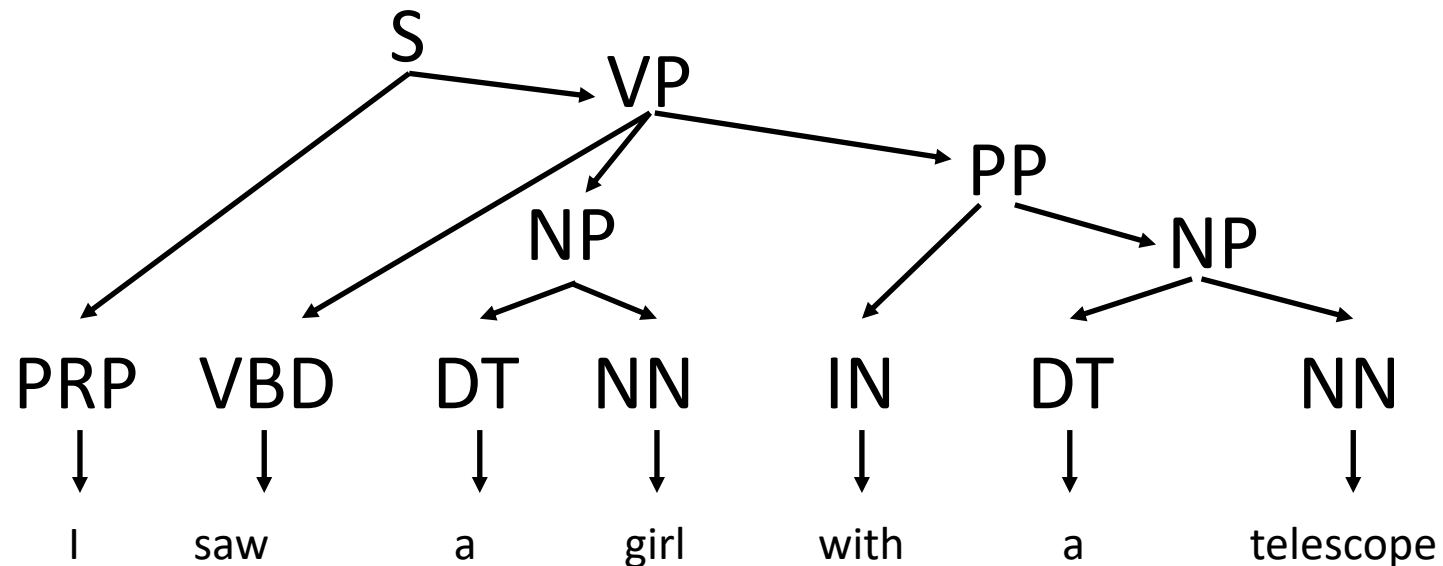 S
VP
PP
NP
NP
PRP VBD DT NN IN DT NN
I saw a girl with a telescope